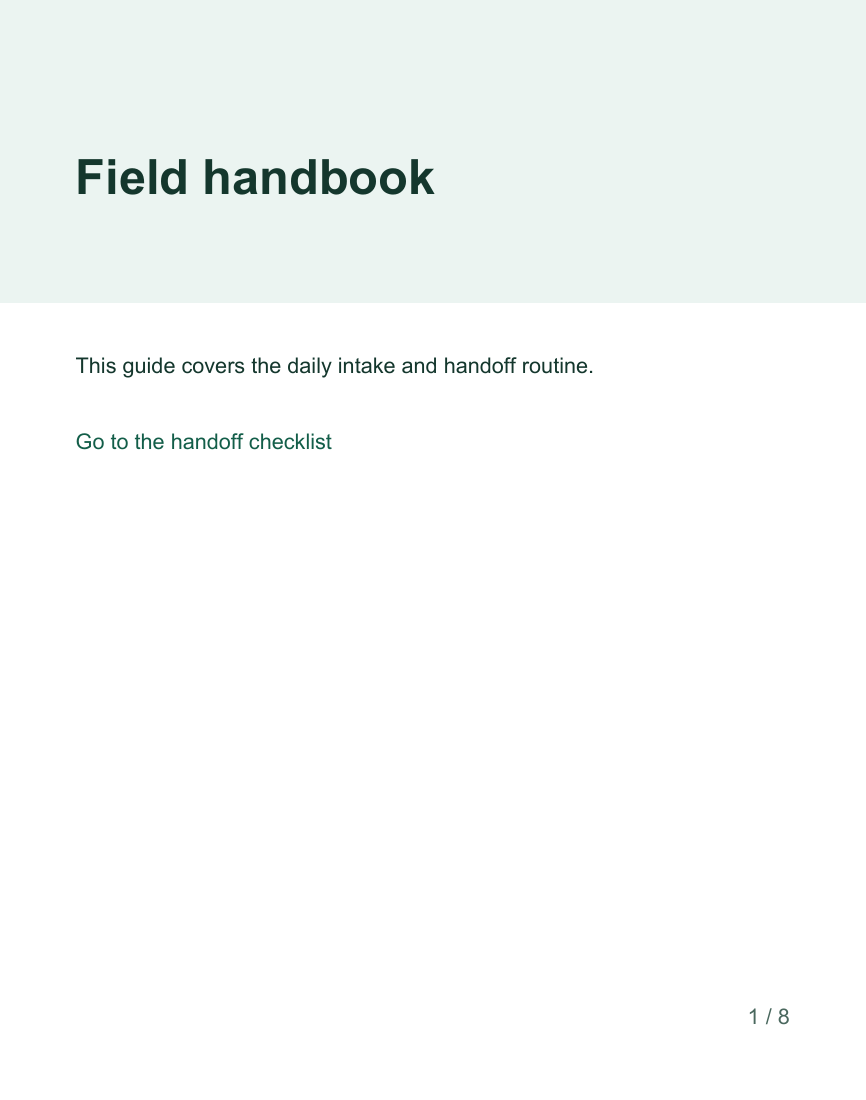 Field handbook
This guide covers the daily intake and handoff routine.
Go to the handoff checklist
1 / 8